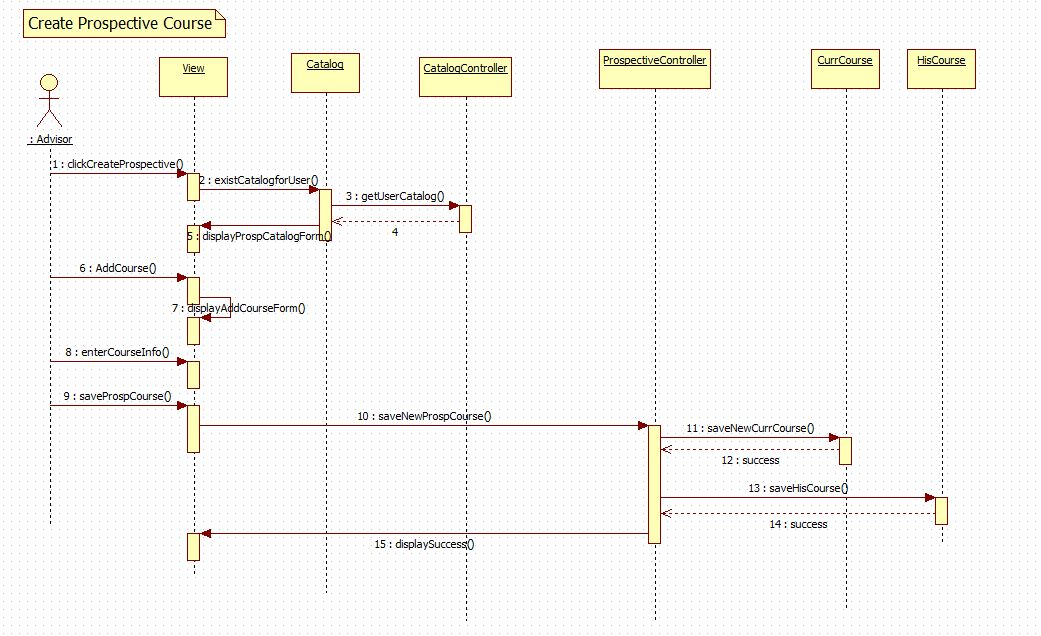 Create Prospective Course
View
Catalog
CatalogController
ProspectiveController
CurrCourse
HisCourse
: Advisor
1 : clickCreateProspective()
2 : existCatalogforUser()
3 : getUserCatalog()
4
5 : displayProspCatalogForm()
6 : AddCourse()
7 : displayAddCourseForm()
8 : enterCourseInfo()
9 : saveProspCourse()
10 : saveNewProspCourse()
11 : saveNewCurrCourse()
12 : success
13 : saveHisCourse()
14 : success
15 : displaySuccess()